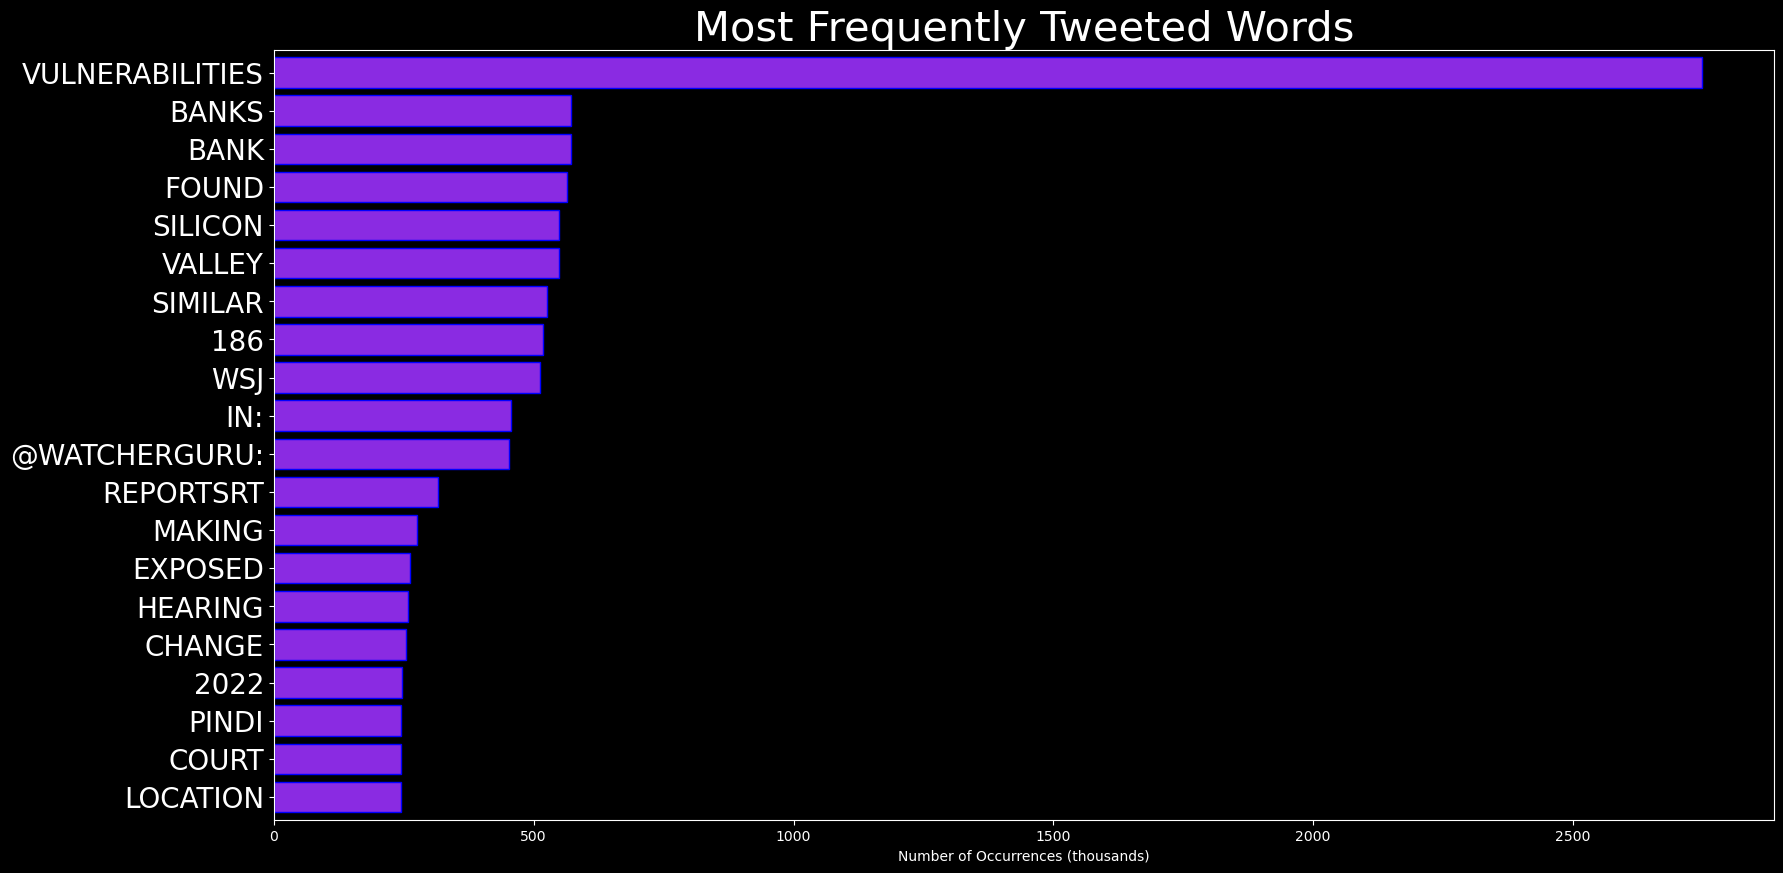 Most Frequently Tweeted Words
VULNERABILITIES
BANKS
BANK
FOUND
SILICON
VALLEY
SIMILAR
186
WSJ
IN:
@WATCHERGURU:
REPORTSRT
MAKING
EXPOSED
HEARING
CHANGE
2022
PINDI
COURT
LOCATION
0 500 1000 1500 2000 2500
Number of Occurrences (thousands)